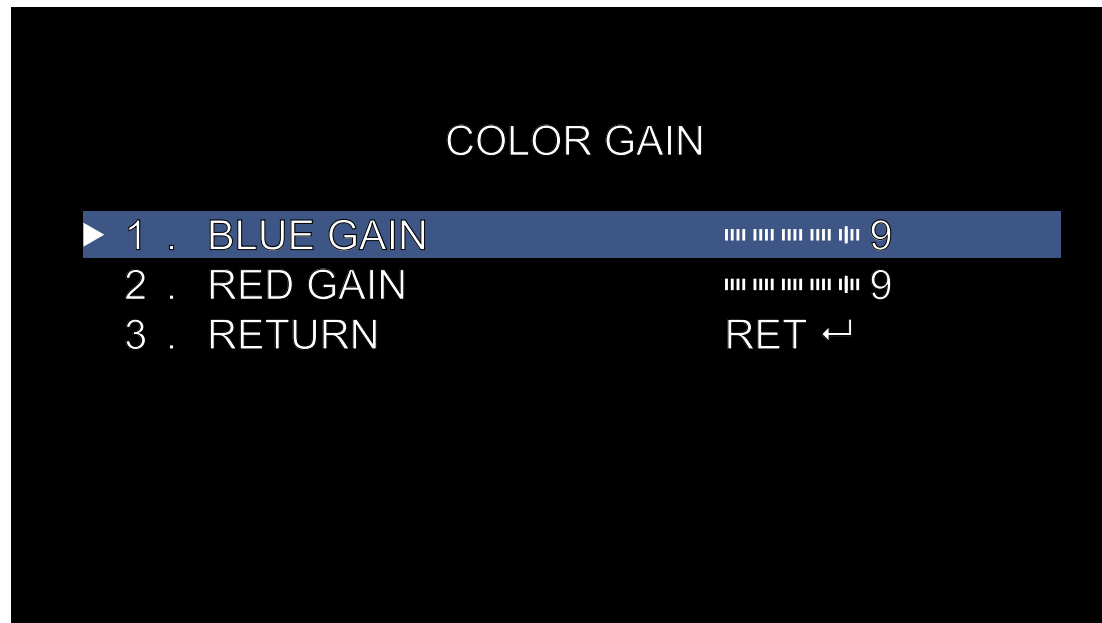 COLOR GAIN
1 . BLUE GAIN 9
2 . RED GAIN 9
3 . RETURN RET ↵